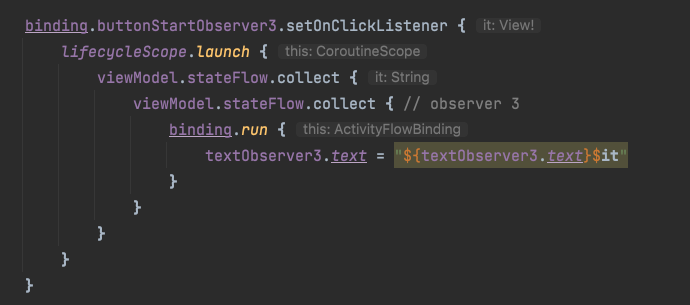 binding.buttonStartObserver3.setOnClickListener { it: View!
lifecycleScope.launch { this: CoroutineScope
viewModel.stateFlow.collect { it: String
viewModel.stateFlow.collect { // observer 3
binding.run { this: ActivityFlowBinding
textObserver3.text = "${textObserver3.text}$it"
}
}
}
}
}